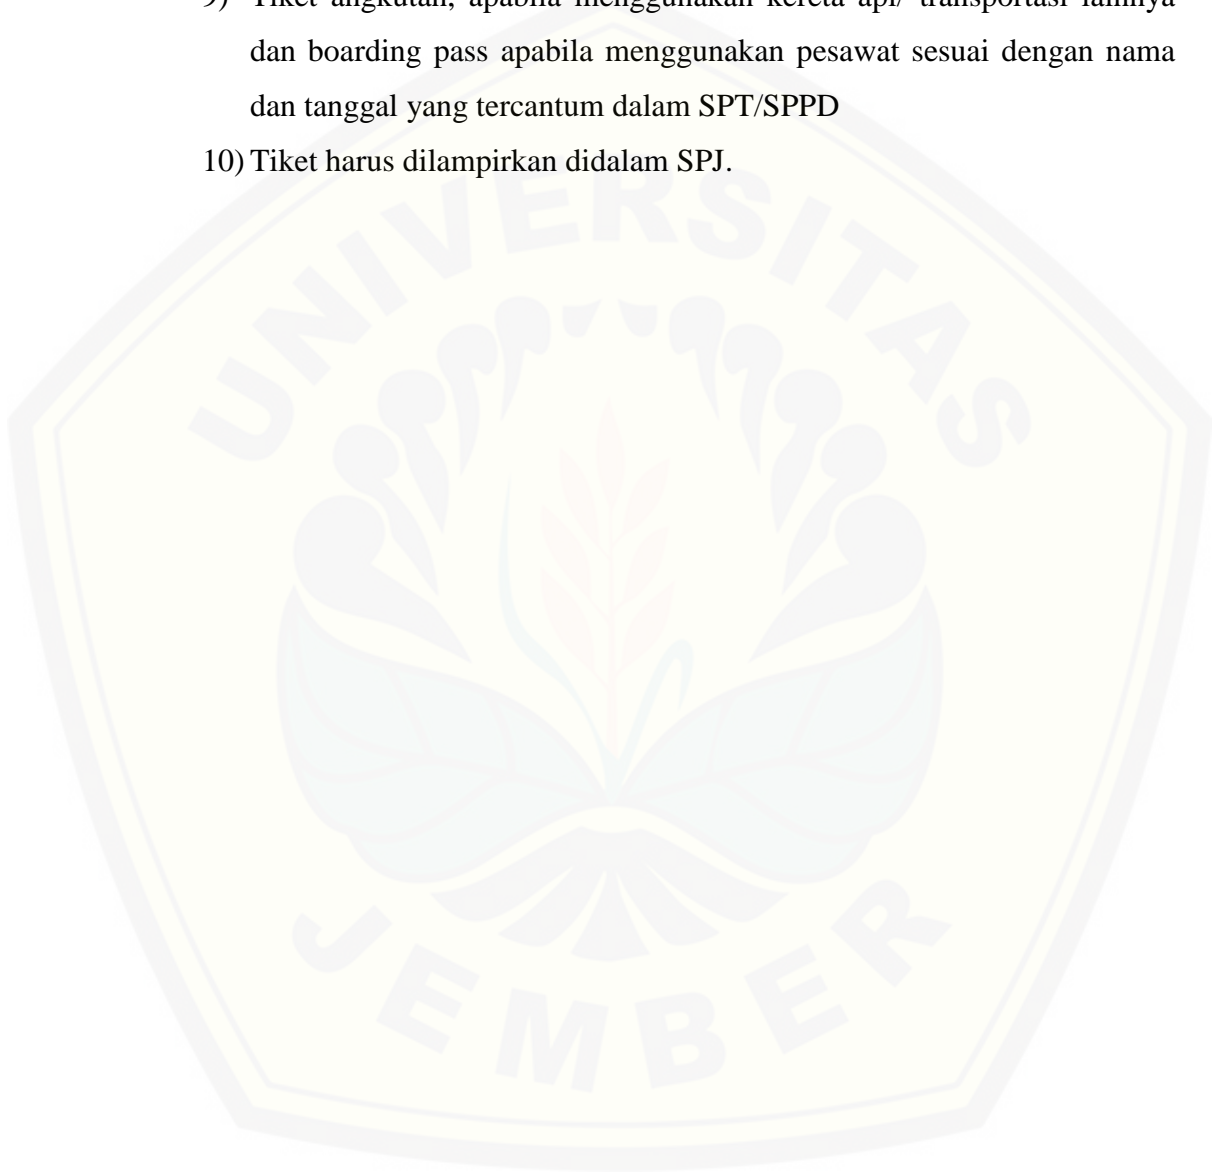 9) Tiket angkutan, apabila menggunakan kereta api/ transportasi lainnya
dan boarding pass apabila menggunakan pesawat sesuai dengan nama
dan tanggal yang tercantum dalam SPT/SPPD
10) Tiket harus dilampirkan didalam SPJ.
UNIVERSITAS
JEMBER